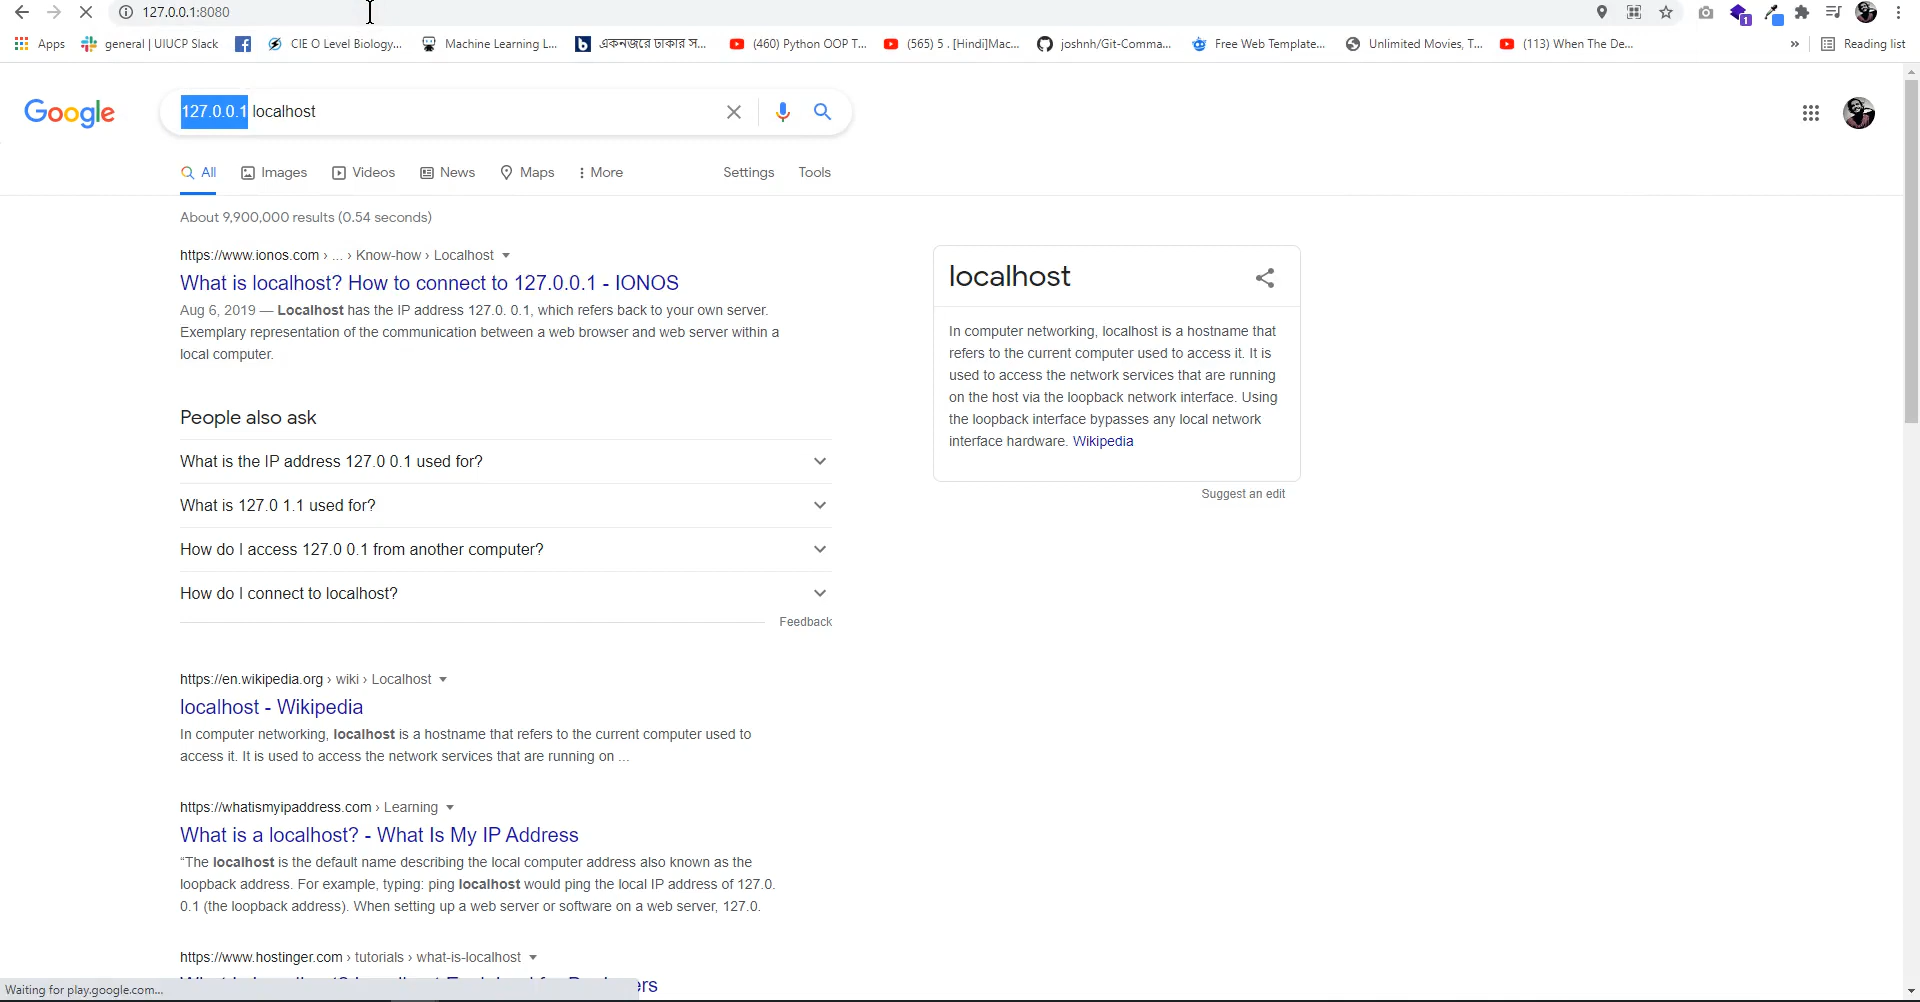 127.0.0.1:8080
Apps general | UIUCP Slack CIE O Level Biology... Machine Learning L... একনজরে ঢাকার স... (460) Python OOP T... (565) 5 . [Hindi]Mac... joshnh/Git-Comma... Free Web Template... Unlimited Movies, T... (113) When The De... » Reading list
Google 127.0.0.1 localhost
All Images Videos News Maps More Settings Tools
About 9,900,000 results (0.54 seconds)
https://www.ionos.com › ... › Know-how › Localhost
What is localhost? How to connect to 127.0.0.1 - IONOS
Aug 6, 2019 — Localhost has the IP address 127.0. 0.1, which refers back to your own server.
Exemplary representation of the communication between a web browser and web server within a
local computer.
People also ask
What is the IP address 127.0 0.1 used for?
What is 127.0 1.1 used for?
How do I access 127.0 0.1 from another computer?
How do I connect to localhost?
Feedback
https://en.wikipedia.org › wiki › Localhost
localhost - Wikipedia
In computer networking, localhost is a hostname that refers to the current computer used to
access it. It is used to access the network services that are running on ...
https://whatismyipaddress.com › Learning
What is a localhost? - What Is My IP Address
“The localhost is the default name describing the local computer address also known as the
loopback address. For example, typing: ping localhost would ping the local IP address of 127.0.
0.1 (the loopback address). When setting up a web server or software on a web server, 127.0.
https://www.hostinger.com › tutorials › what-is-localhost
localhost
In computer networking, localhost is a hostname that
refers to the current computer used to access it. It is
used to access the network services that are running
on the host via the loopback network interface. Using
the loopback interface bypasses any local network
interface hardware. Wikipedia
Suggest an edit
Waiting for play.google.com...